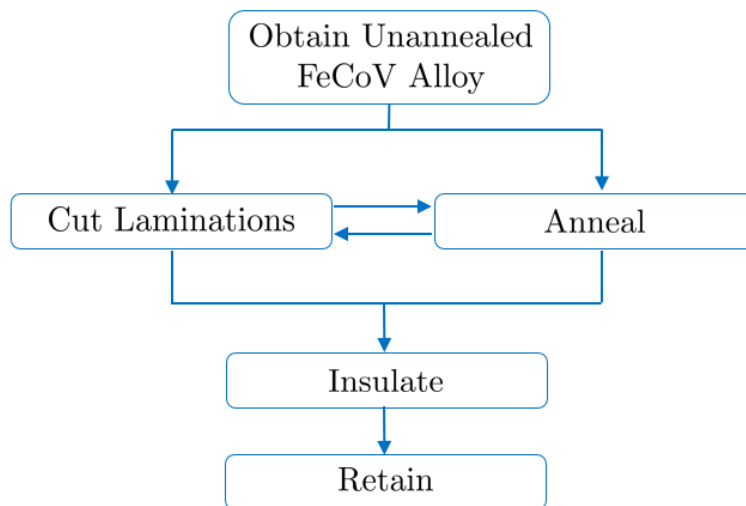 Obtain Unannealed
FeCoV Alloy
Cut Laminations
Anneal
Insulate
Retain